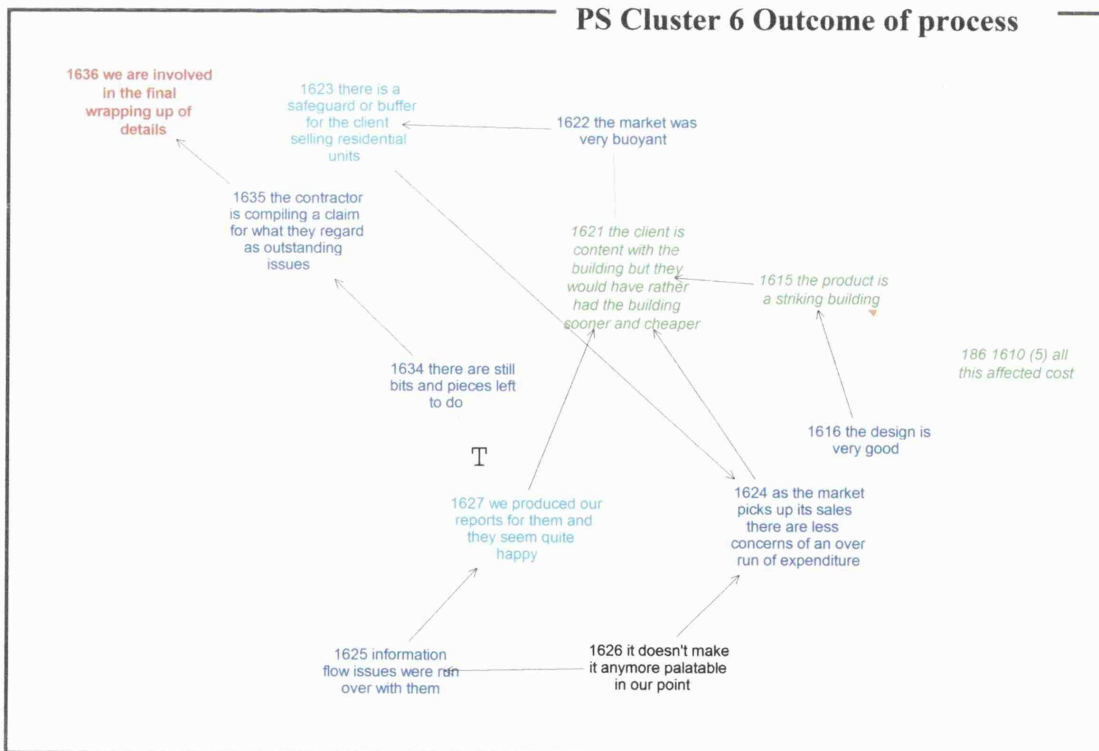 PS Cluster 6 Outcome of process
1636 we are involved
in the final
wrapping up of
details
1623 there is a
safeguard or buffer
for the client
selling residential
units
1622 the market was
very buoyant
1635 the contractor
is compiling a claim
for what they regard
as outstanding
issues
1621 the client is
content with the
building but they
would have rather
had the building
sooner and cheaper
1615 the product is
a striking building
186 1610 (5) all
this affected cost
1634 there are still
bits and pieces left
to do
1616 the design is
very good
T
1627 we produced our
reports for them and
they seem quite
happy
1624 as the market
picks up its sales
there are less
concerns of an over
run of expenditure
1625 information
flow issues were run
over with them
1626 it doesn't make
it anymore palatable
in our point